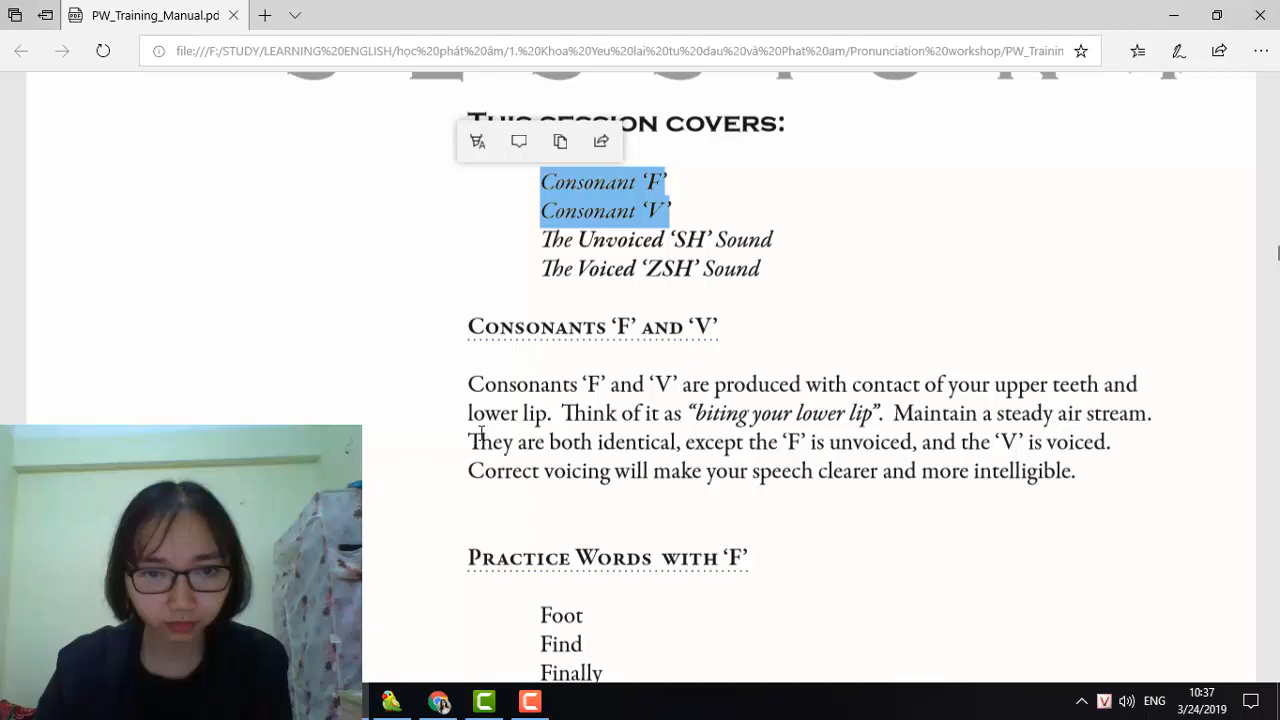 PW_Training_Manual.pd
file:///F:/STUDY/LEARNING%20ENGLISH/học%20phát%20âm/1.%20Khoa%20Yeu%20lai%20tu%20dau%20và%20Phat%20am/Pronunciation%20workshop/PW_Trainin
This session covers:
Consonant ‘F’
Consonant ‘V’
The Unvoiced ‘SH’ Sound
The Voiced ‘ZSH’ Sound
Consonants ‘F’ and ‘V’
Consonants ‘F’ and ‘V’ are produced with contact of your upper teeth and
lower lip. Think of it as “biting your lower lip”. Maintain a steady air stream.
They are both identical, except the ‘F’ is unvoiced, and the ‘V’ is voiced.
Correct voicing will make your speech clearer and more intelligible.
Practice Words with ‘F’
Foot
Find
Finally
V
ENG
10:37
3/24/2019